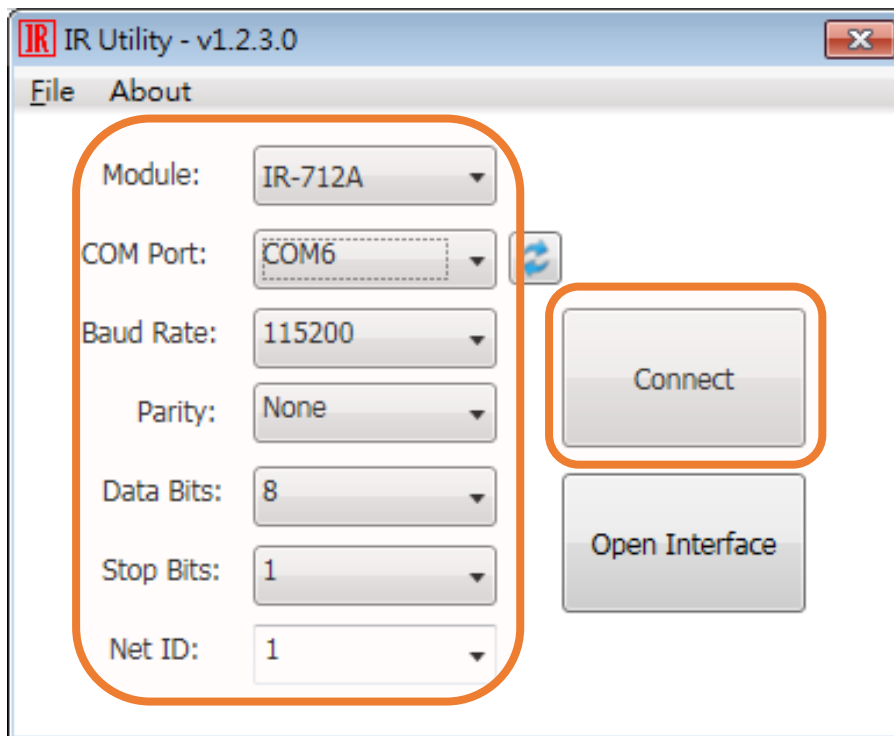 IR IR Utility - v1.2.3.0
File About
Module: IR-712A
COM Port: COM6
Baud Rate: 115200
Parity: None
Data Bits: 8
Stop Bits: 1
Net ID: 1
Connect
Open Interface